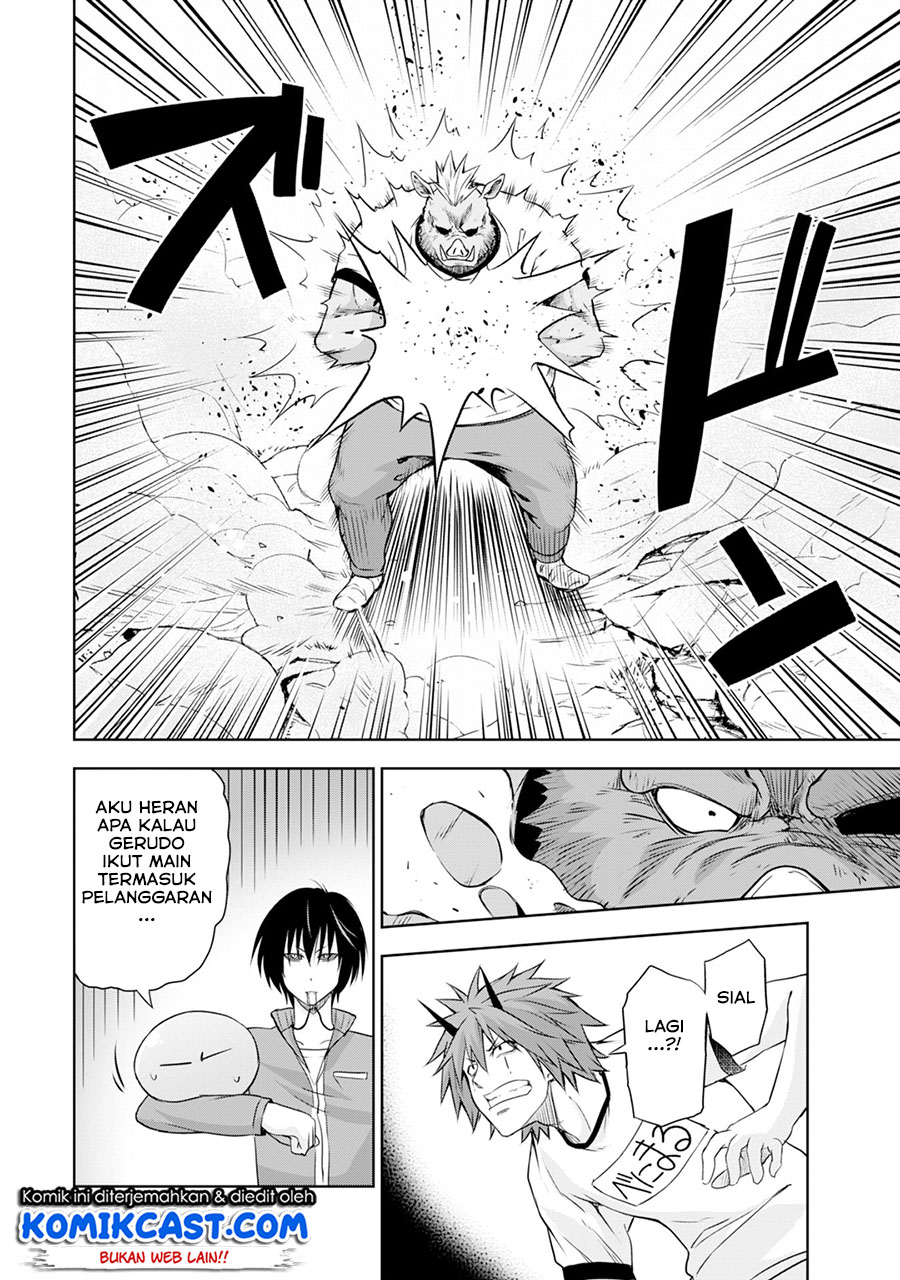 ズ
ドン
SIAL
LAGI
...?!
AKU HERAN
APA KALAU
GERUDO
IKUT MAIN
TERMASUK
PELANGGARAN
...
べにまる
Komik ini diterjemahkan & diedit oleh
KOMIKCAST.COM
BUKAN WEB LAIN!!